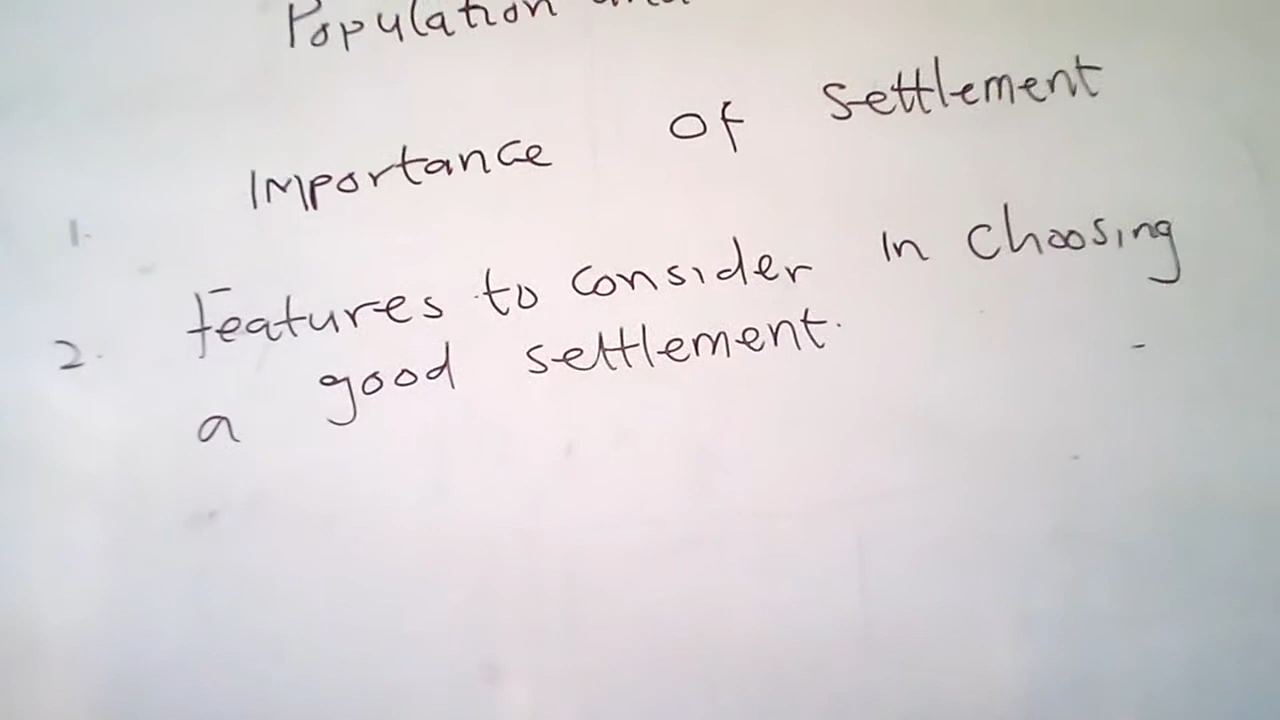 Population
1. Importance of settlement
2. Features to consider in choosing
a good settlement.